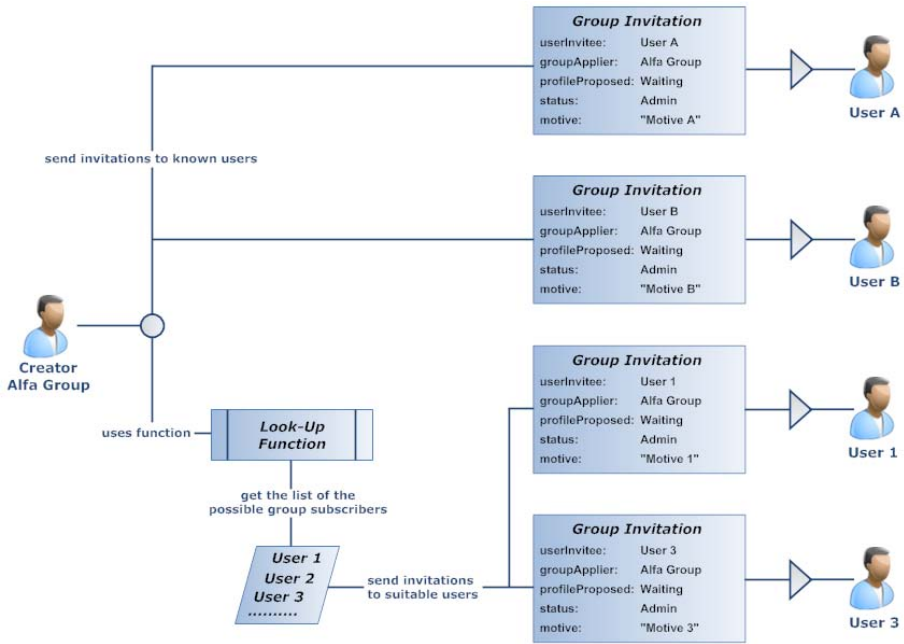 Group Invitation
userInvitee: User A
groupApplier: Alfa Group
profileProposed: Waiting
status: Admin
motive: "Motive A"
User A
send invitations to known users
Group Invitation
userInvitee: User B
groupApplier: Alfa Group
profileProposed: Waiting
status: Admin
motive: "Motive B"
User B
Creator
Alfa Group
Group Invitation
userInvitee: User 1
groupApplier: Alfa Group
profileProposed: Waiting
status: Admin
motive: "Motive 1"
User 1
uses function
Look-Up
Function
get the list of the
possible group subscribers
User 1
User 2
User 3
..........
send invitations
to suitable users
Group Invitation
userInvitee: User 3
groupApplier: Alfa Group
profileProposed: Waiting
status: Admin
motive: "Motive 3"
User 3